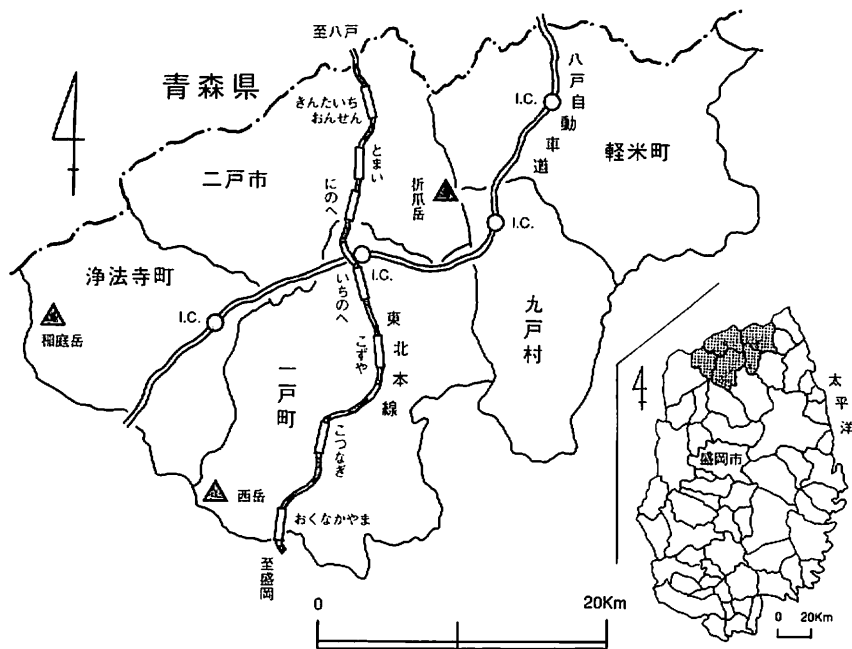 至八戸
青森県
きんたいち
おんせん
とまい
にのへ
二戸市
折爪岳
I.C.
八戸自動車道
軽米町
I.C.
浄法寺町
稲庭岳
I.C.
I.C.
いちのへ
東北本線
九戸村
こずや
一戸町
こつなぎ
西岳
おくなかやま
至盛岡
0 20Km
太平洋
盛岡市
0 20Km